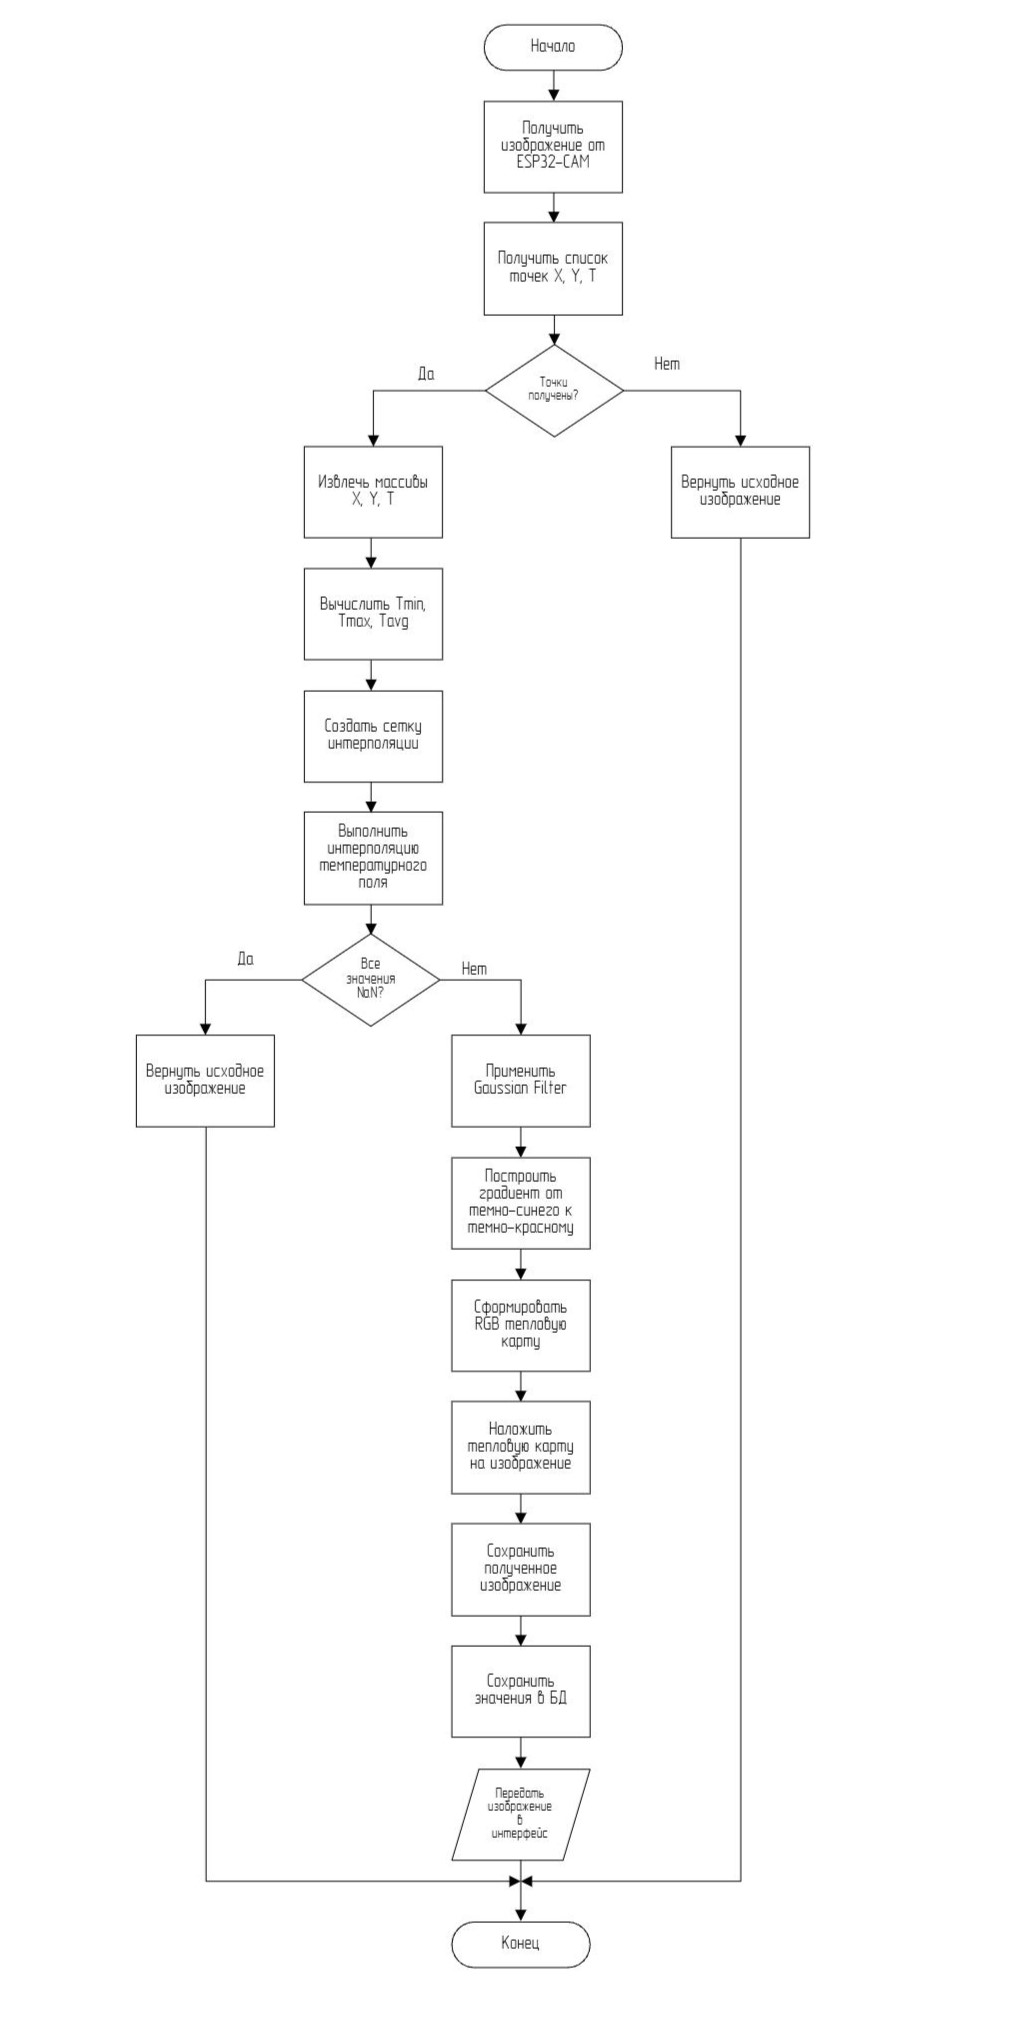 Начало
Получить
изображение от
ESP32-CAM
Получить список
точек X, Y, T
Точки
получены?
Да
Нет
Извлечь массивы
X, Y, T
Вернуть исходное
изображение
Вычислить Tmin,
Tmax, Tavg
Создать сетку
интерполяции
Выполнить
интерполяцию
температурного
поля
Все
значения
NaN?
Да
Нет
Вернуть исходное
изображение
Применить
Gaussian Filter
Построить
градиент от
темно-синего к
темно-красному
Сформировать
RGB тепловую
карту
Наложить
тепловую карту
на изображение
Сохранить
полученное
изображение
Сохранить
значения в БД
Передать
изображение
в
интерфейс
Конец